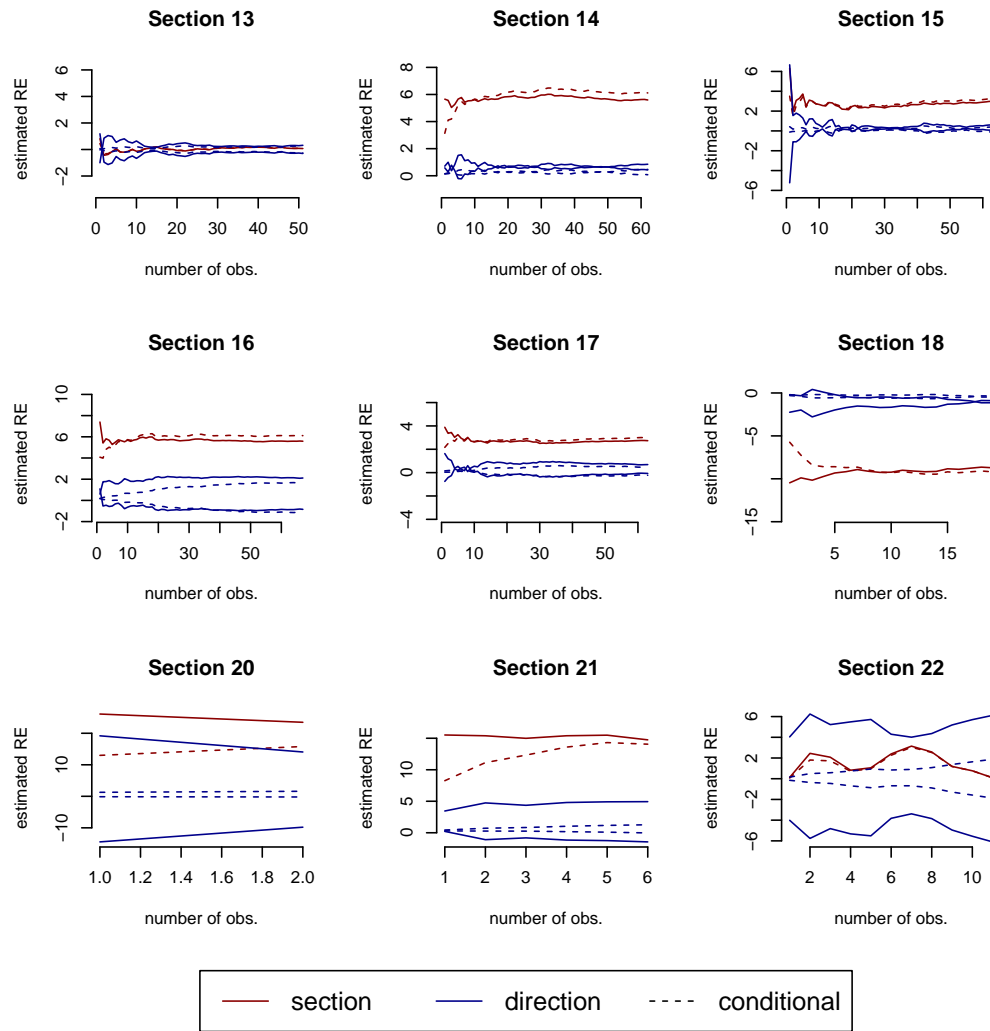 Section 13
estimated RE
6
2
−2
0 10 20 30 40 50
number of obs.
Section 14
estimated RE
8
6
4
2
0
0 10 20 30 40 50 60
number of obs.
Section 15
estimated RE
6
2
−2
−6
0 10 30 50
number of obs.
Section 16
estimated RE
10
6
2
−2
0 10 30 50
number of obs.
Section 17
estimated RE
4
0
−4
0 10 30 50
number of obs.
Section 18
estimated RE
0
−5
−15
5 10 15
number of obs.
Section 20
estimated RE
10
−10
1.0 1.2 1.4 1.6 1.8 2.0
number of obs.
Section 21
estimated RE
15
10
5
0
1 2 3 4 5 6
number of obs.
Section 22
estimated RE
6
2
−2
−6
2 4 6 8 10
number of obs.
section direction conditional